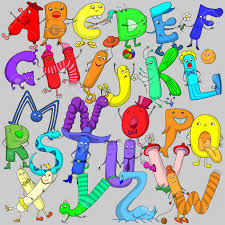 A B C D E F
G H I J K L
M N O P Q
R S T U V W
X Y Z